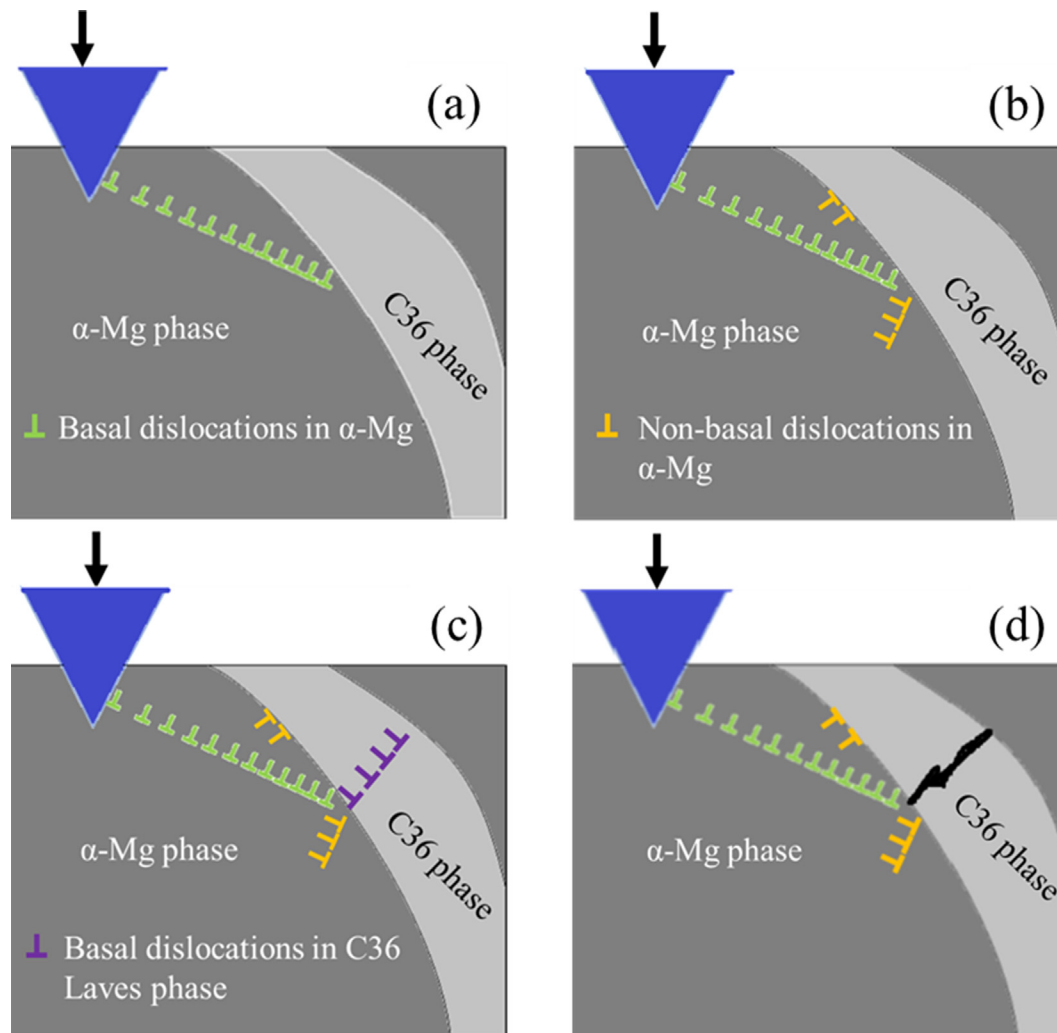 (a)
C36 phase
α-Mg phase
Basal dislocations in α-Mg
(b)
C36 phase
α-Mg phase
Non-basal dislocations in
α-Mg
(c)
C36 phase
α-Mg phase
Basal dislocations in C36
Laves phase
(d)
C36 phase
α-Mg phase